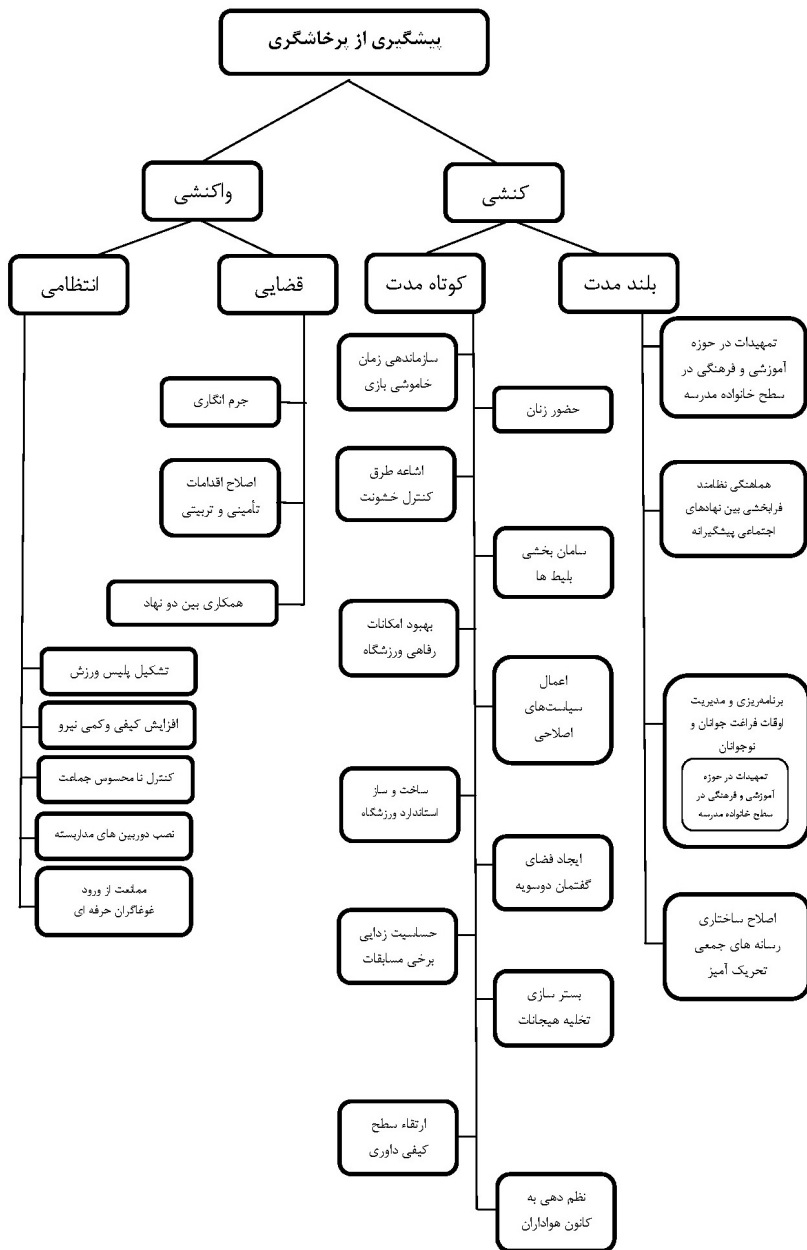 پیشگیری از پرخاشگری
کنشی
واکنشی
بلند مدت
کوتاه مدت
قضایی
انتظامی
تمهیدات در حوزه
آموزشی و فرهنگی در
سطح خانواده مدرسه
هماهنگی نظامند
فرابخشی بین نهادهای
اجتماعی پیشگیرانه
برنامه‌ریزی و مدیریت
اوقات فراغت جوانان و
نوجوانان
تمهیدات در حوزه
آموزشی و فرهنگی در
سطح خانواده مدرسه
اصلاح ساختاری
رسانه های جمعی
تحریک آمیز
سازماندهی زمان
خاموشی بازی
حضور زنان
اشاعه طرق
کنترل خشونت
سامان بخشی
بلیط ها
بهبود امکانات
رفاهی ورزشگاه
اعمال
سیاست‌های
اصلاحی
ساخت و ساز
استاندارد ورزشگاه
ایجاد فضای
گفتمان دوسویه
حساسیت زدایی
برخی مسابقات
بستر سازی
تخلیه هیجانات
ارتقاء سطح
کیفی داوری
نظم دهی به
کانون هواداران
جرم انگاری
اصلاح اقدامات
تأمینی و تربیتی
همکاری بین دو نهاد
تشکیل پلیس ورزش
افزایش کیفی وکمی نیرو
کنترل نا محسوس جماعت
نصب دوربین های مداربسته
ممانعت از ورود
غوغاگران حرفه ای